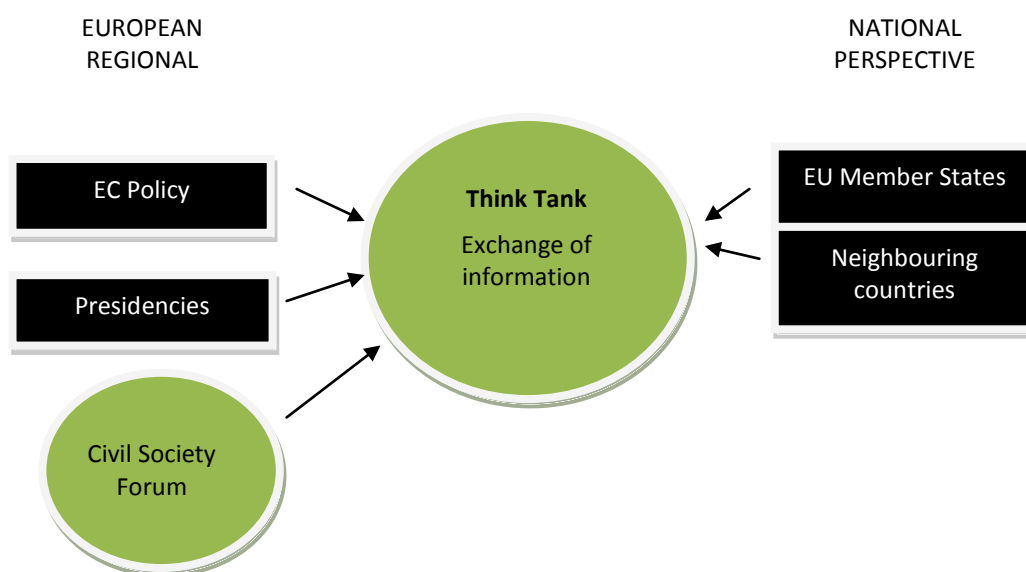 EUROPEAN
REGIONAL
NATIONAL
PERSPECTIVE
EC Policy
Presidencies
Civil Society
Forum
Think Tank
Exchange of
information
EU Member States
Neighbouring
countries